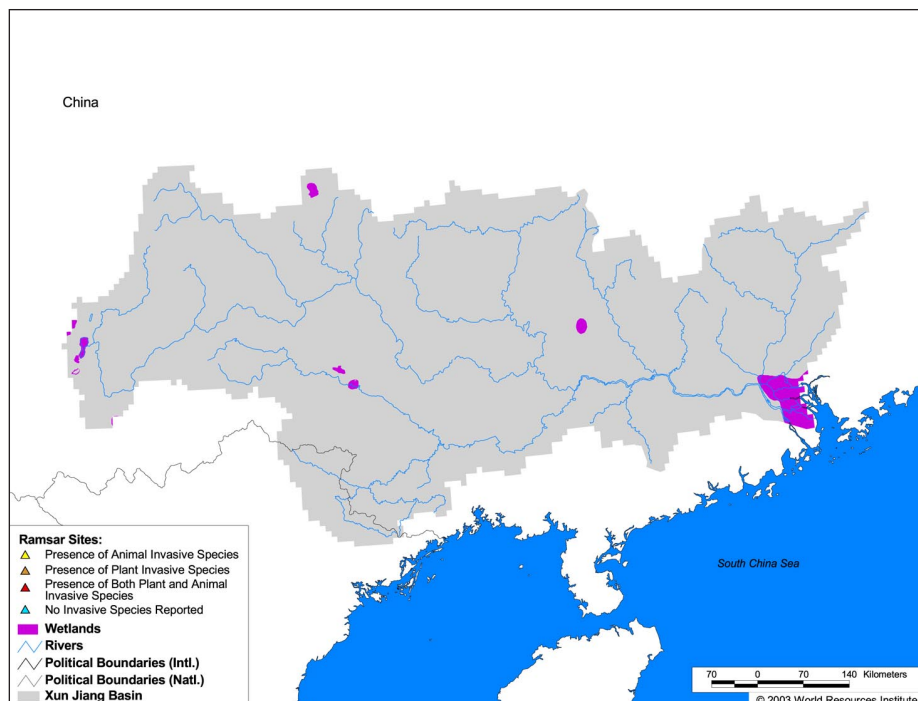 China
South China Sea
Ramsar Sites:
Presence of Animal Invasive Species
Presence of Plant Invasive Species
Presence of Both Plant and Animal
Invasive Species
No Invasive Species Reported
Wetlands
Rivers
Political Boundaries (Intl.)
Political Boundaries (Natl.)
Xun Jiang Basin
70 0 70 140 Kilometers
© 2003 World Resources Institute